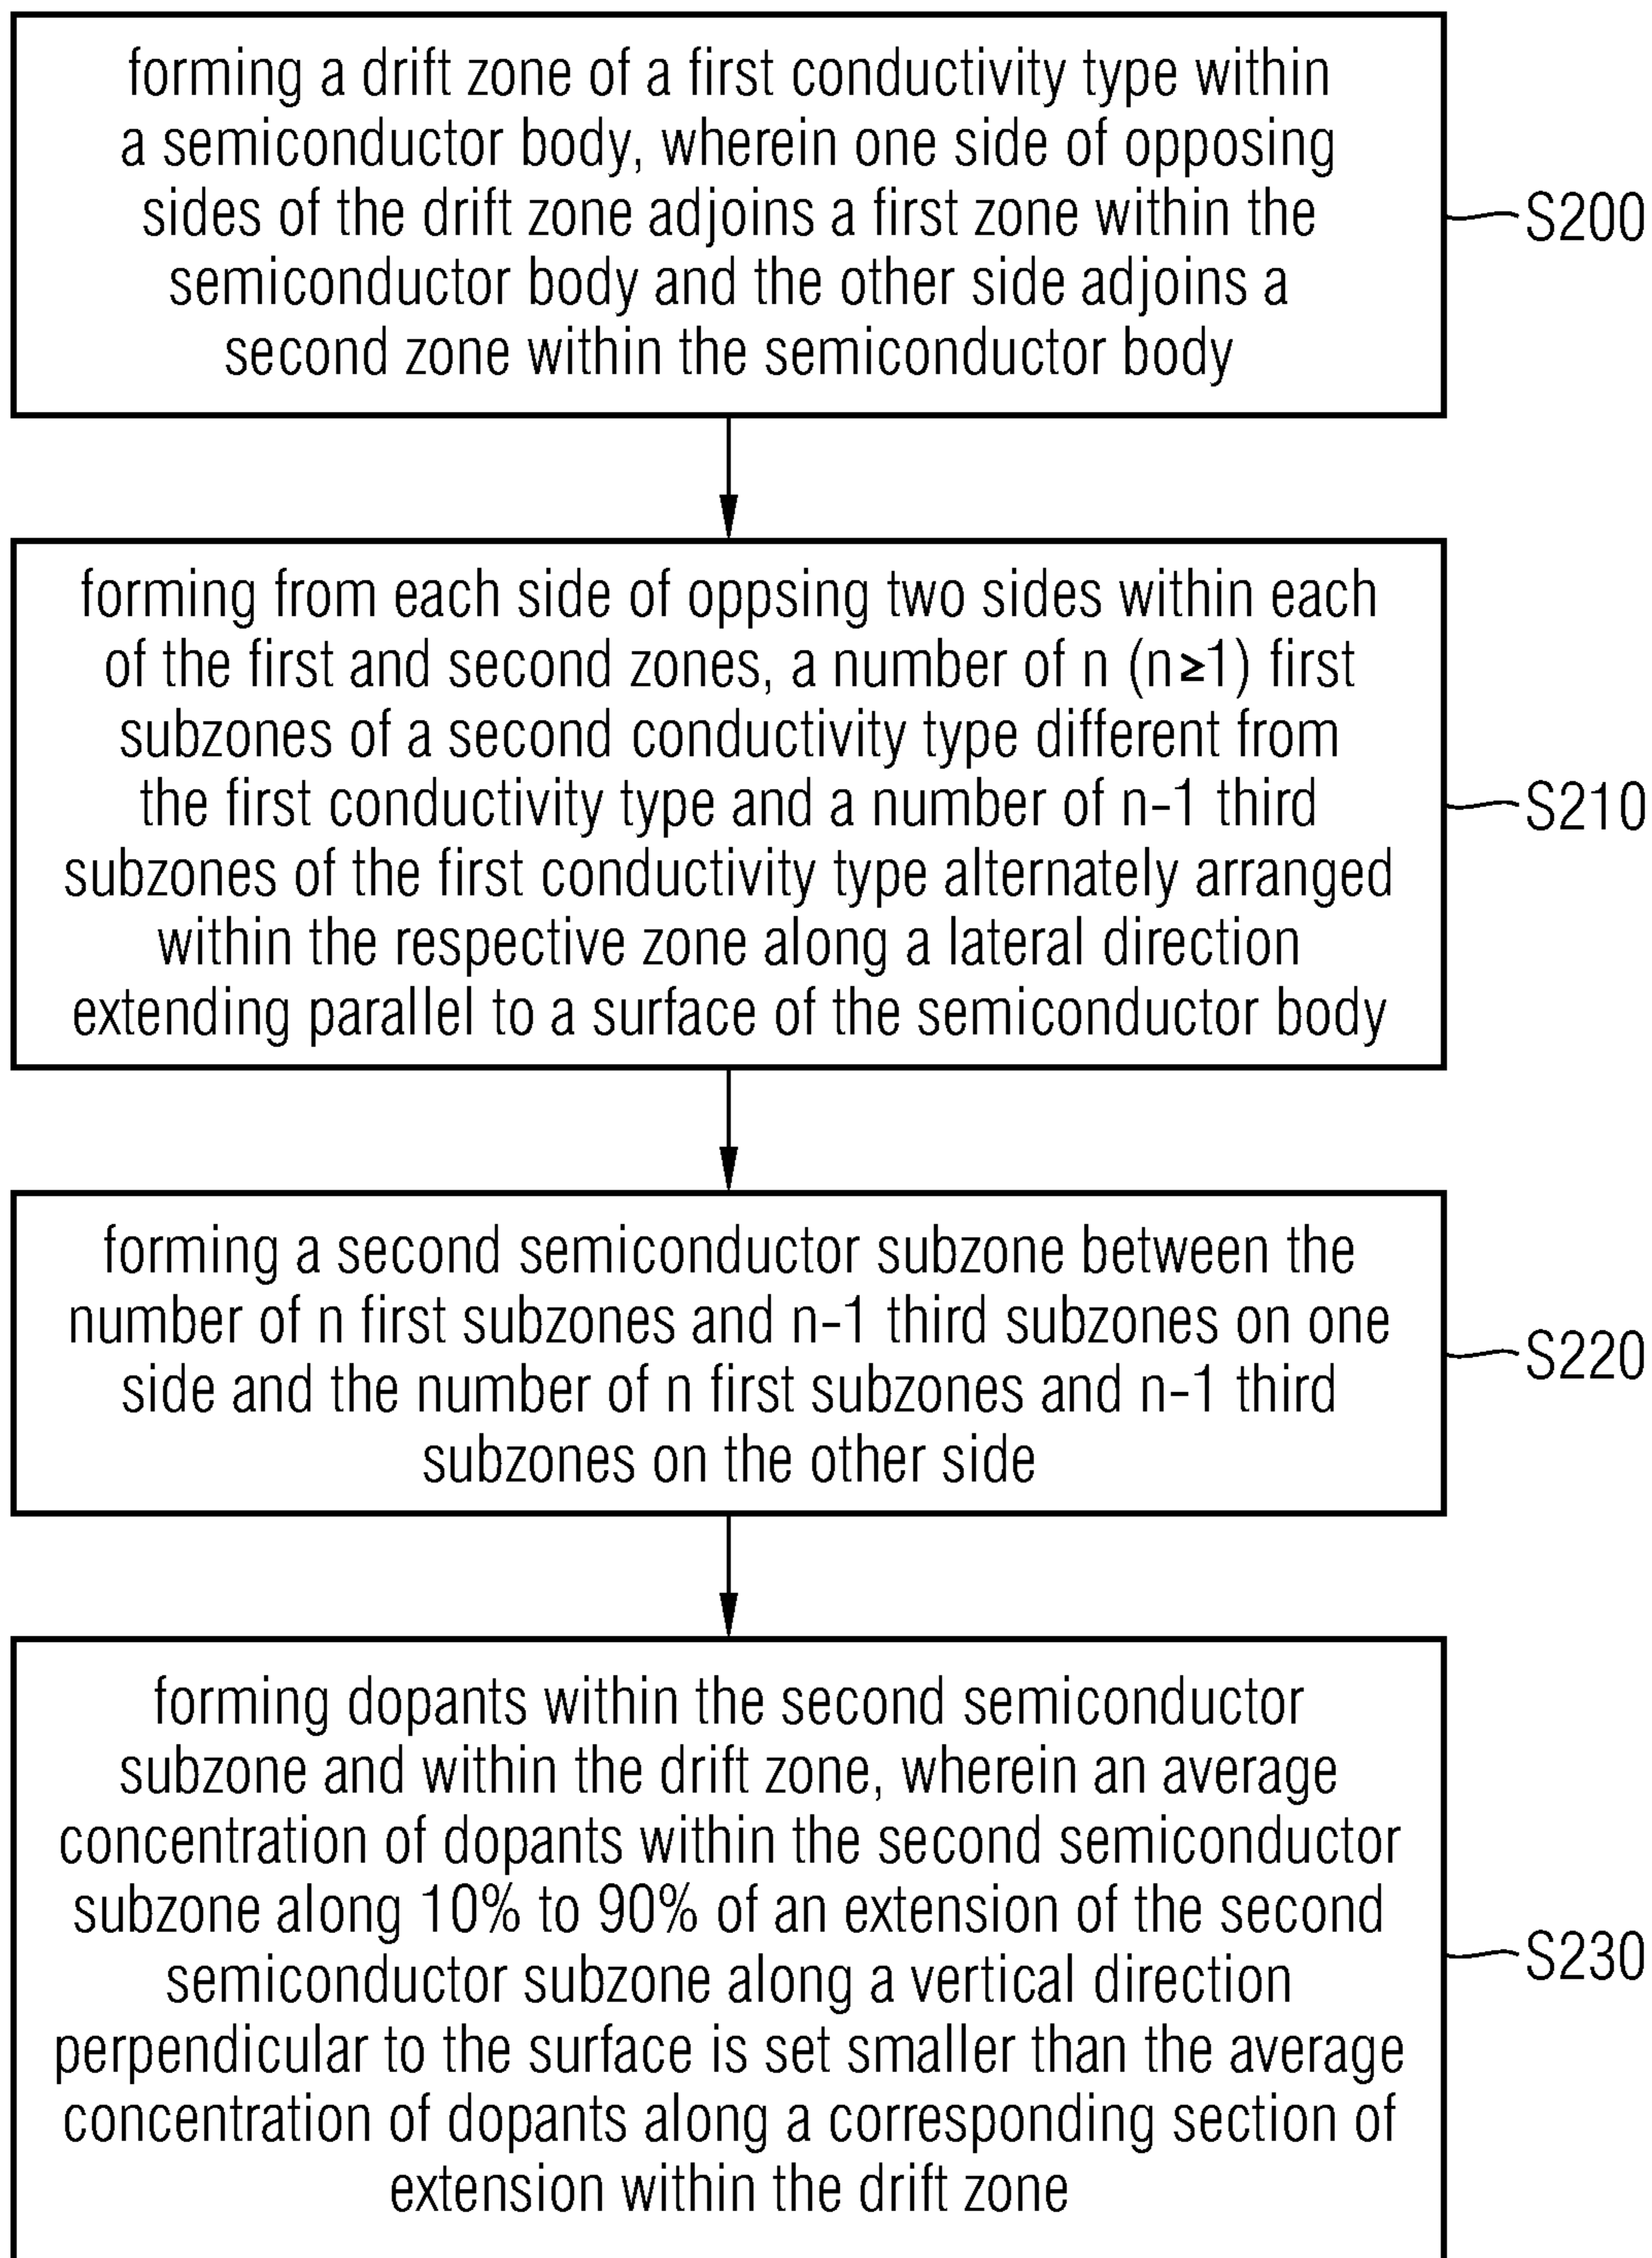 forming a drift zone of a first conductivity type within
a semiconductor body, wherein one side of opposing
sides of the drift zone adjoins a first zone within the
semiconductor body and the other side adjoins a
second zone within the semiconductor body
S200
forming from each side of oppsing two sides within each
of the first and second zones, a number of n (n≥1) first
subzones of a second conductivity type different from
the first conductivity type and a number of n-1 third
subzones of the first conductivity type alternately arranged
within the respective zone along a lateral direction
extending parallel to a surface of the semiconductor body
S210
forming a second semiconductor subzone between the
number of n first subzones and n-1 third subzones on one
side and the number of n first subzones and n-1 third
subzones on the other side
S220
forming dopants within the second semiconductor
subzone and within the drift zone, wherein an average
concentration of dopants within the second semiconductor
subzone along 10% to 90% of an extension of the second
semiconductor subzone along a vertical direction
perpendicular to the surface is set smaller than the average
concentration of dopants along a corresponding section of
extension within the drift zone
S230